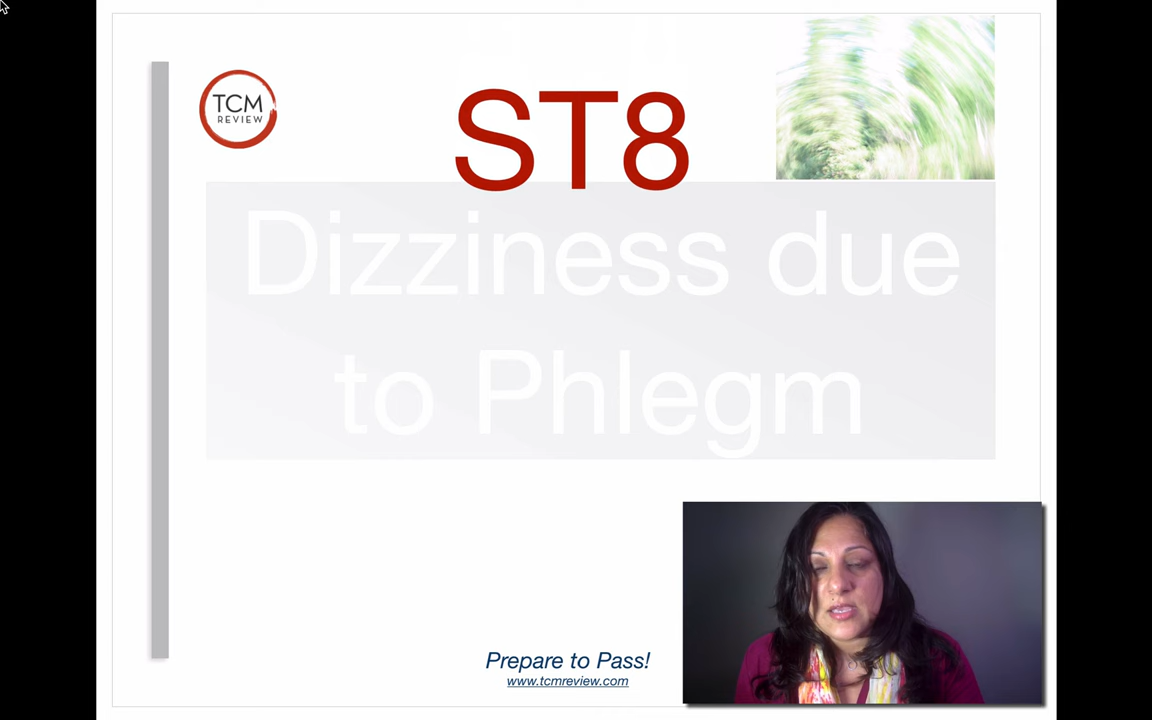 TCM
REVIEW
ST8
Dizziness due
to Phlegm
Prepare to Pass!
www.tcmreview.com